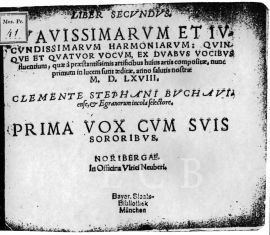 Mus. Pr.
41
LIBER SECVNDVS.
SVAVISSIMARVM ET IV
CVNDISSIMARVM HARMONIARVM: QVIN-
QVE ET QVATVOR VOCVM, EX DVABVS VOCIBVS
fluentium, quæ à præstantissimis artificibus huius artis compositæ, nunc
primum in lucem sunt æditæ, anno salutis nostræ
M. D. LXVIII.
CLEMENTE STEPHANI BVCHAVI-
ense, & Egranorum incola selectore.
PRIMA VOX CVM SVIS
SORORIBVS.
NORIBERGAE.
In Officina Vlrici Neuberi.
Bayer. Staats-
Bibliothek
München